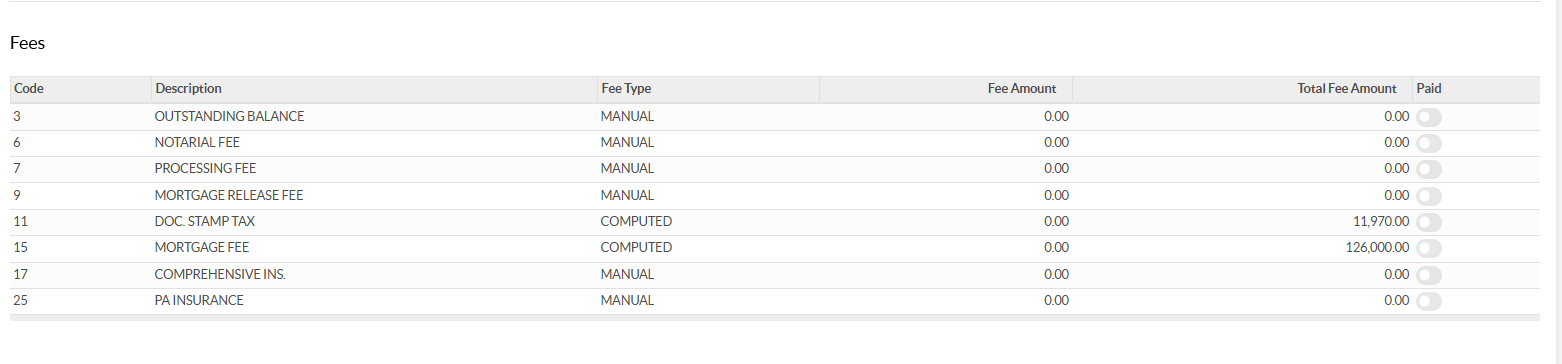 Fees
Code Description Fee Type Fee Amount Total Fee Amount Paid
3 OUTSTANDING BALANCE MANUAL 0.00 0.00
6 NOTARIAL FEE MANUAL 0.00 0.00
7 PROCESSING FEE MANUAL 0.00 0.00
9 MORTGAGE RELEASE FEE MANUAL 0.00 0.00
11 DOC. STAMP TAX COMPUTED 0.00 11,970.00
15 MORTGAGE FEE COMPUTED 0.00 126,000.00
17 COMPREHENSIVE INS. MANUAL 0.00 0.00
25 PA INSURANCE MANUAL 0.00 0.00